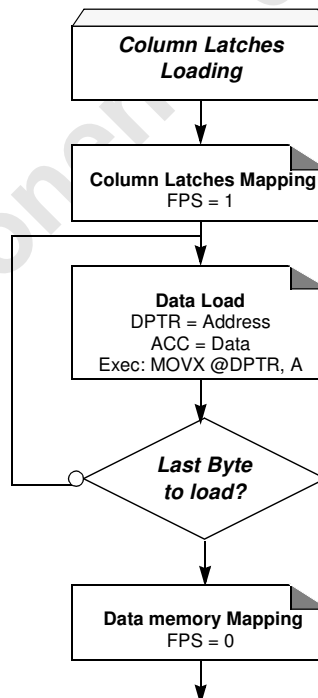 Column Latches
Loading
Column Latches Mapping
FPS = 1
Data Load
DPTR = Address
ACC = Data
Exec: MOVX @DPTR, A
Last Byte
to load?
Data memory Mapping
FPS = 0